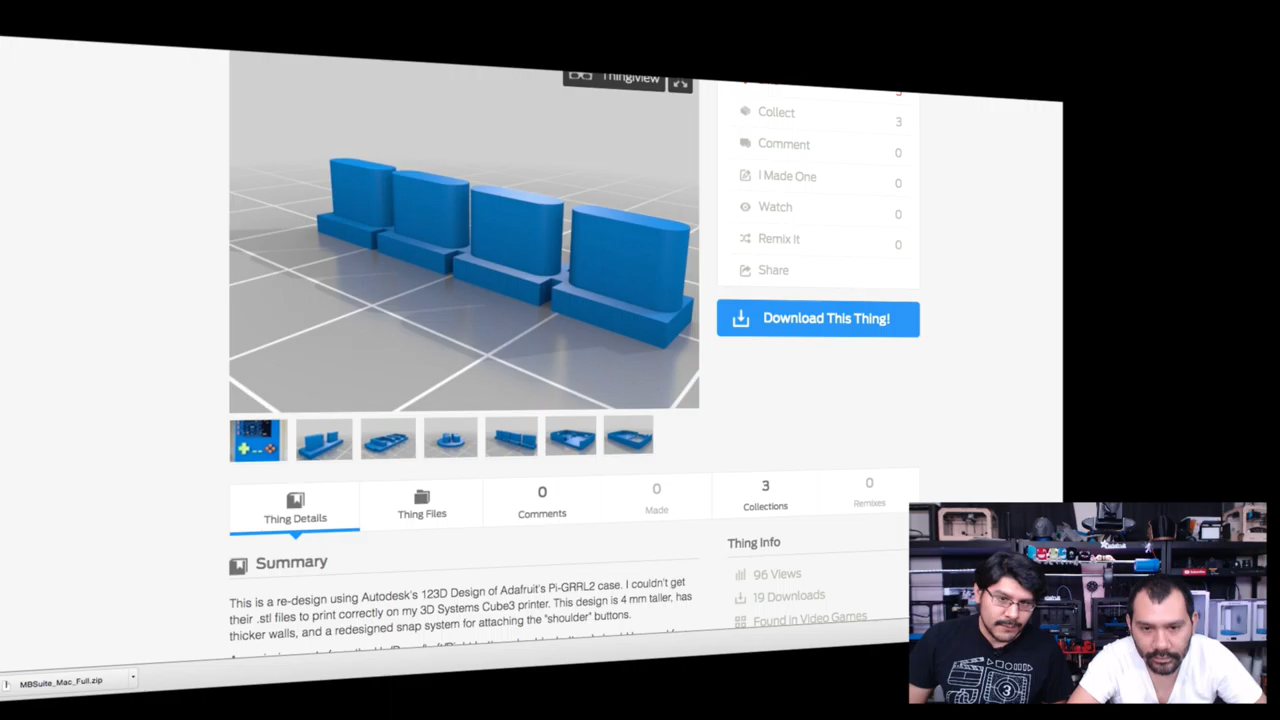 Thingiview
Collect 3
Comment 0
I Made One 0
Watch 0
Remix It 0
Share
Download This Thing!
Thing Details
Thing Files
0
Comments
0
Made
3
Collections
0
Remixes
Summary
This is a re-design using Autodesk's 123D Design of Adafruit's Pi-GRRL2 case. I couldn't get
their .stl files to print correctly on my 3D Systems Cube3 printer. This design is 4 mm taller, has
thicker walls, and a redesigned snap system for attaching the "shoulder" buttons.
Thing Info
96 Views
19 Downloads
Found in Video Games
MBSuite_Mac_Full.zip
3